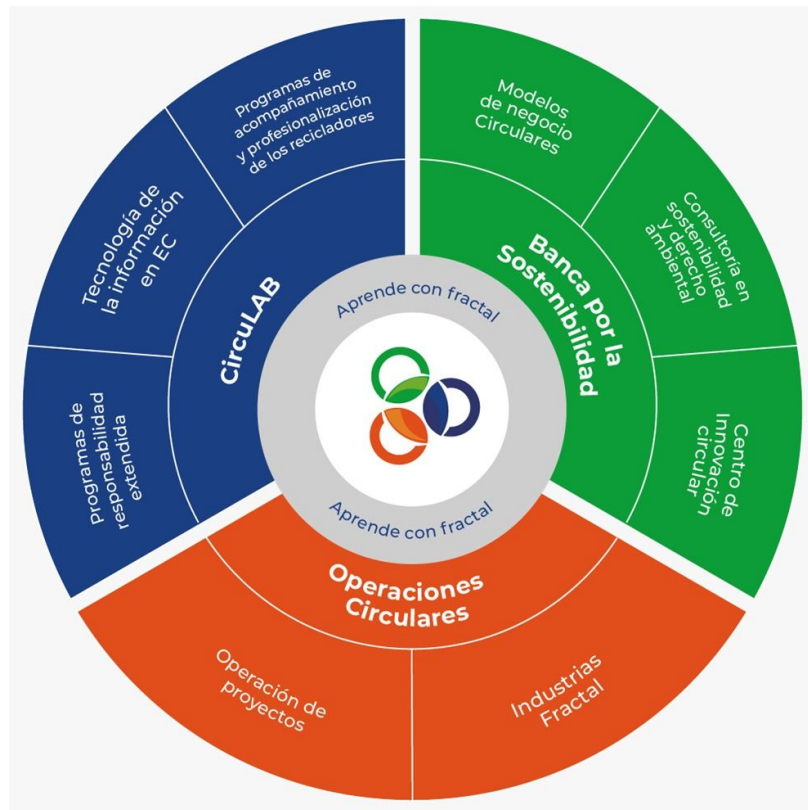 Programas de
acompañamiento
y profesionalización
de los recicladores
Tecnología de
la información
en EC
Programas de
responsabilidad
extendida
CircuLAB
Modelos
de negocio
Circulares
Consultoría en
sostenibilidad
y derecho
ambiental
Centro de
Innovación
circular
Banca por la
Sostenibilidad
Aprende con fractal
Aprende con fractal
Operaciones
Circulares
Operación de
proyectos
Industrias
Fractal